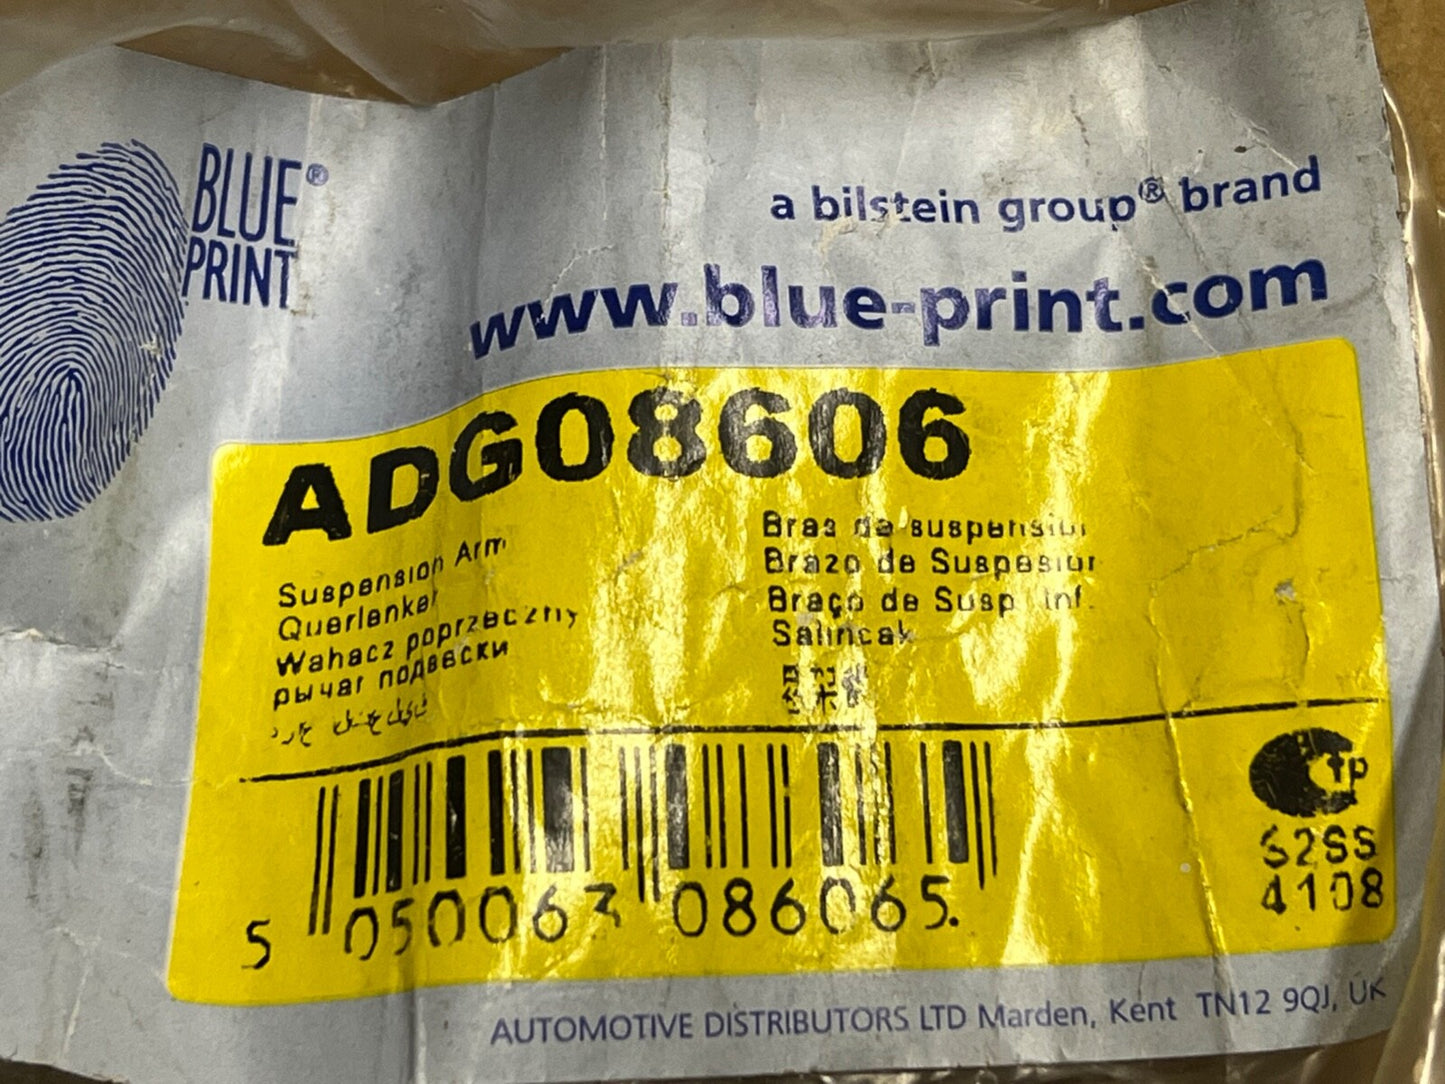 BLUE®
PRINT
a bilstein group® brand
www.blue-print.com
ADG08606
Suspension Arm
Querlenker
Wahacz poprzeczny
рычаг подвески
Bras de suspension
Brazo de Suspesion
Braço de Susp inf.
Salincak
5 050063 086065.
S2SS
4108
AUTOMOTIVE DISTRIBUTORS LTD Marden, Kent TN12 9QJ, UK